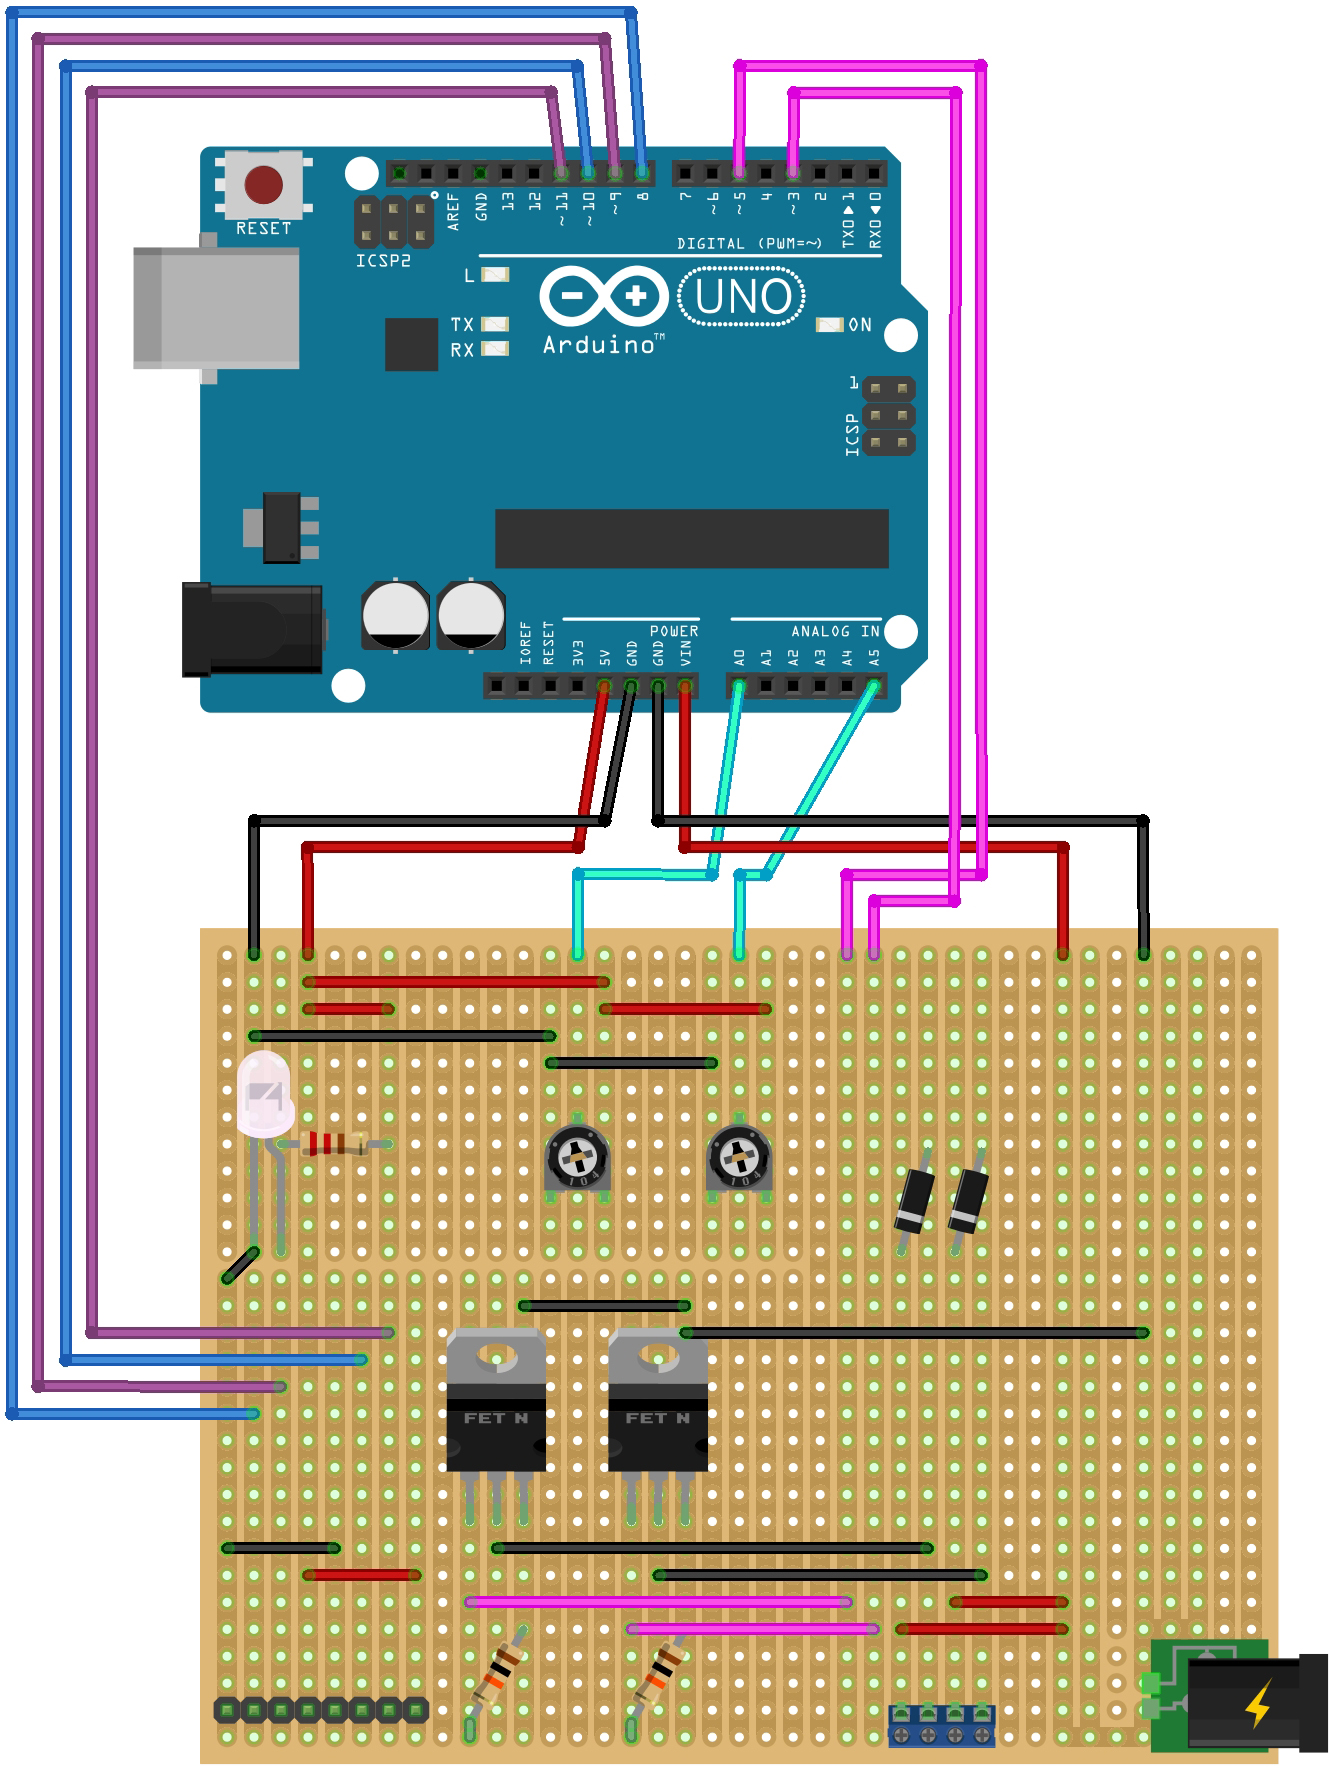 RESET
ICSP2
AREF
GND
13
12
~11
~10
~9
8
7
~6
~5
4
~3
2
TX0▶1
RX0◀0
DIGITAL (PWM=~)
L
TX
RX
UNO
Arduino™
ON
1
ICSP
POWER
ANALOG IN
IOREF
RESET
3V3
5V
GND
GND
VIN
A0
A1
A2
A3
A4
A5
104
104
FET N
FET N